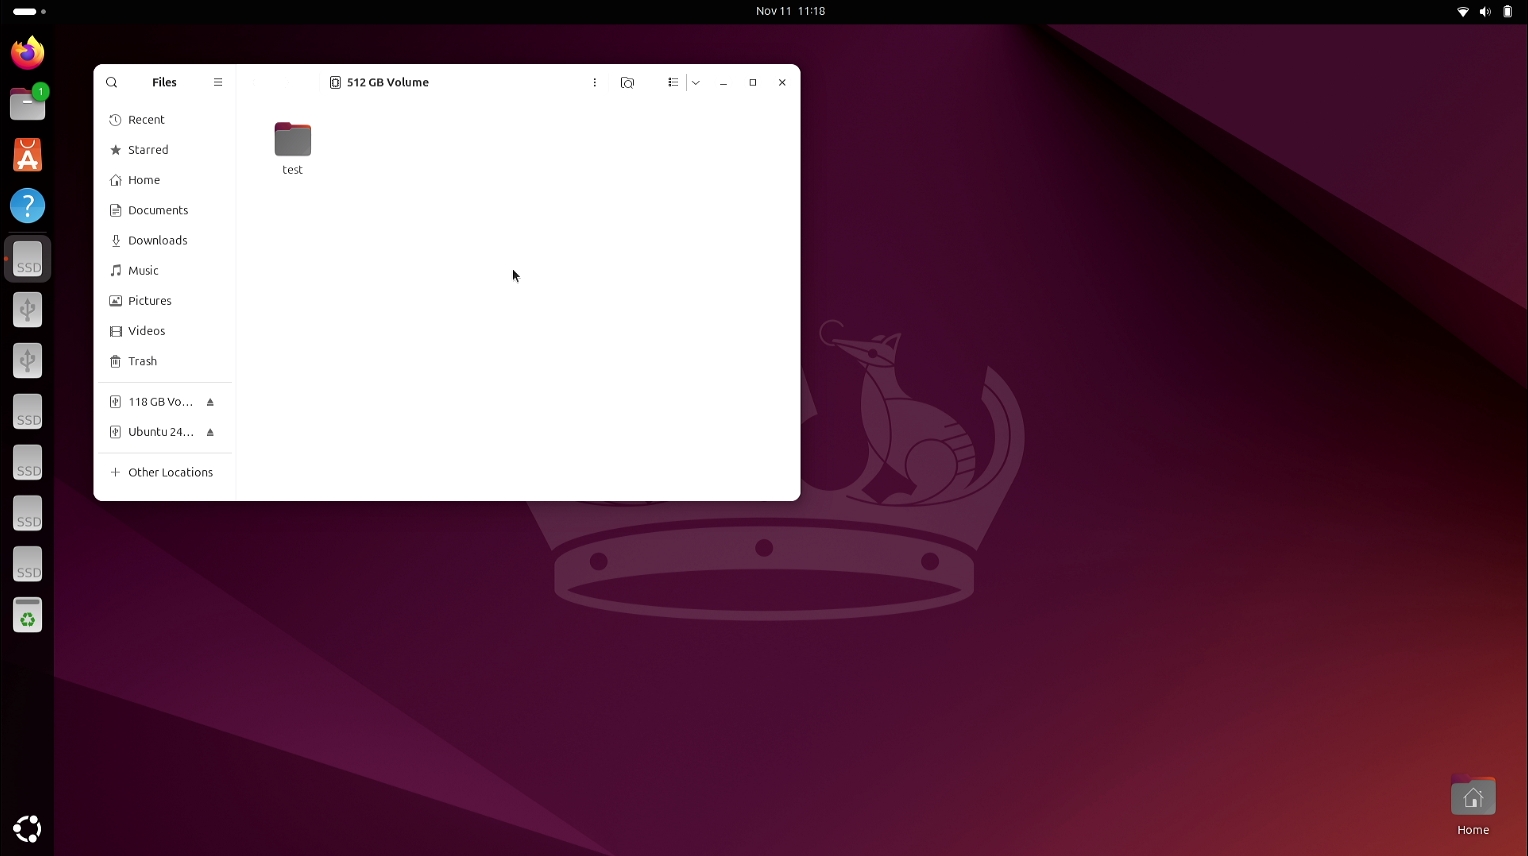 Nov 11 11:18
Files
512 GB Volume
1
Recent
Starred
Home
Documents
Downloads
Music
Pictures
Videos
Trash
118 GB Vo...
Ubuntu 24...
Other Locations
test
A
?
SSD
SSD
SSD
SSD
SSD
Home